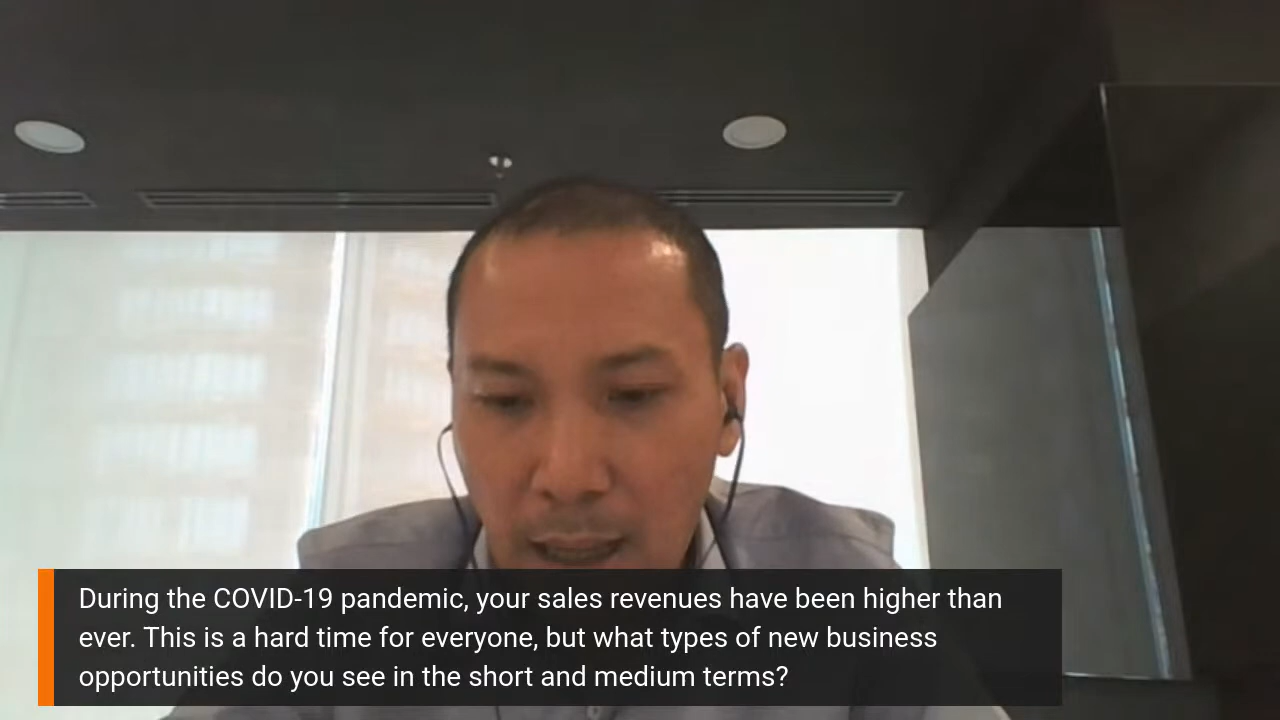 During the COVID-19 pandemic, your sales revenues have been higher than
ever. This is a hard time for everyone, but what types of new business
opportunities do you see in the short and medium terms?